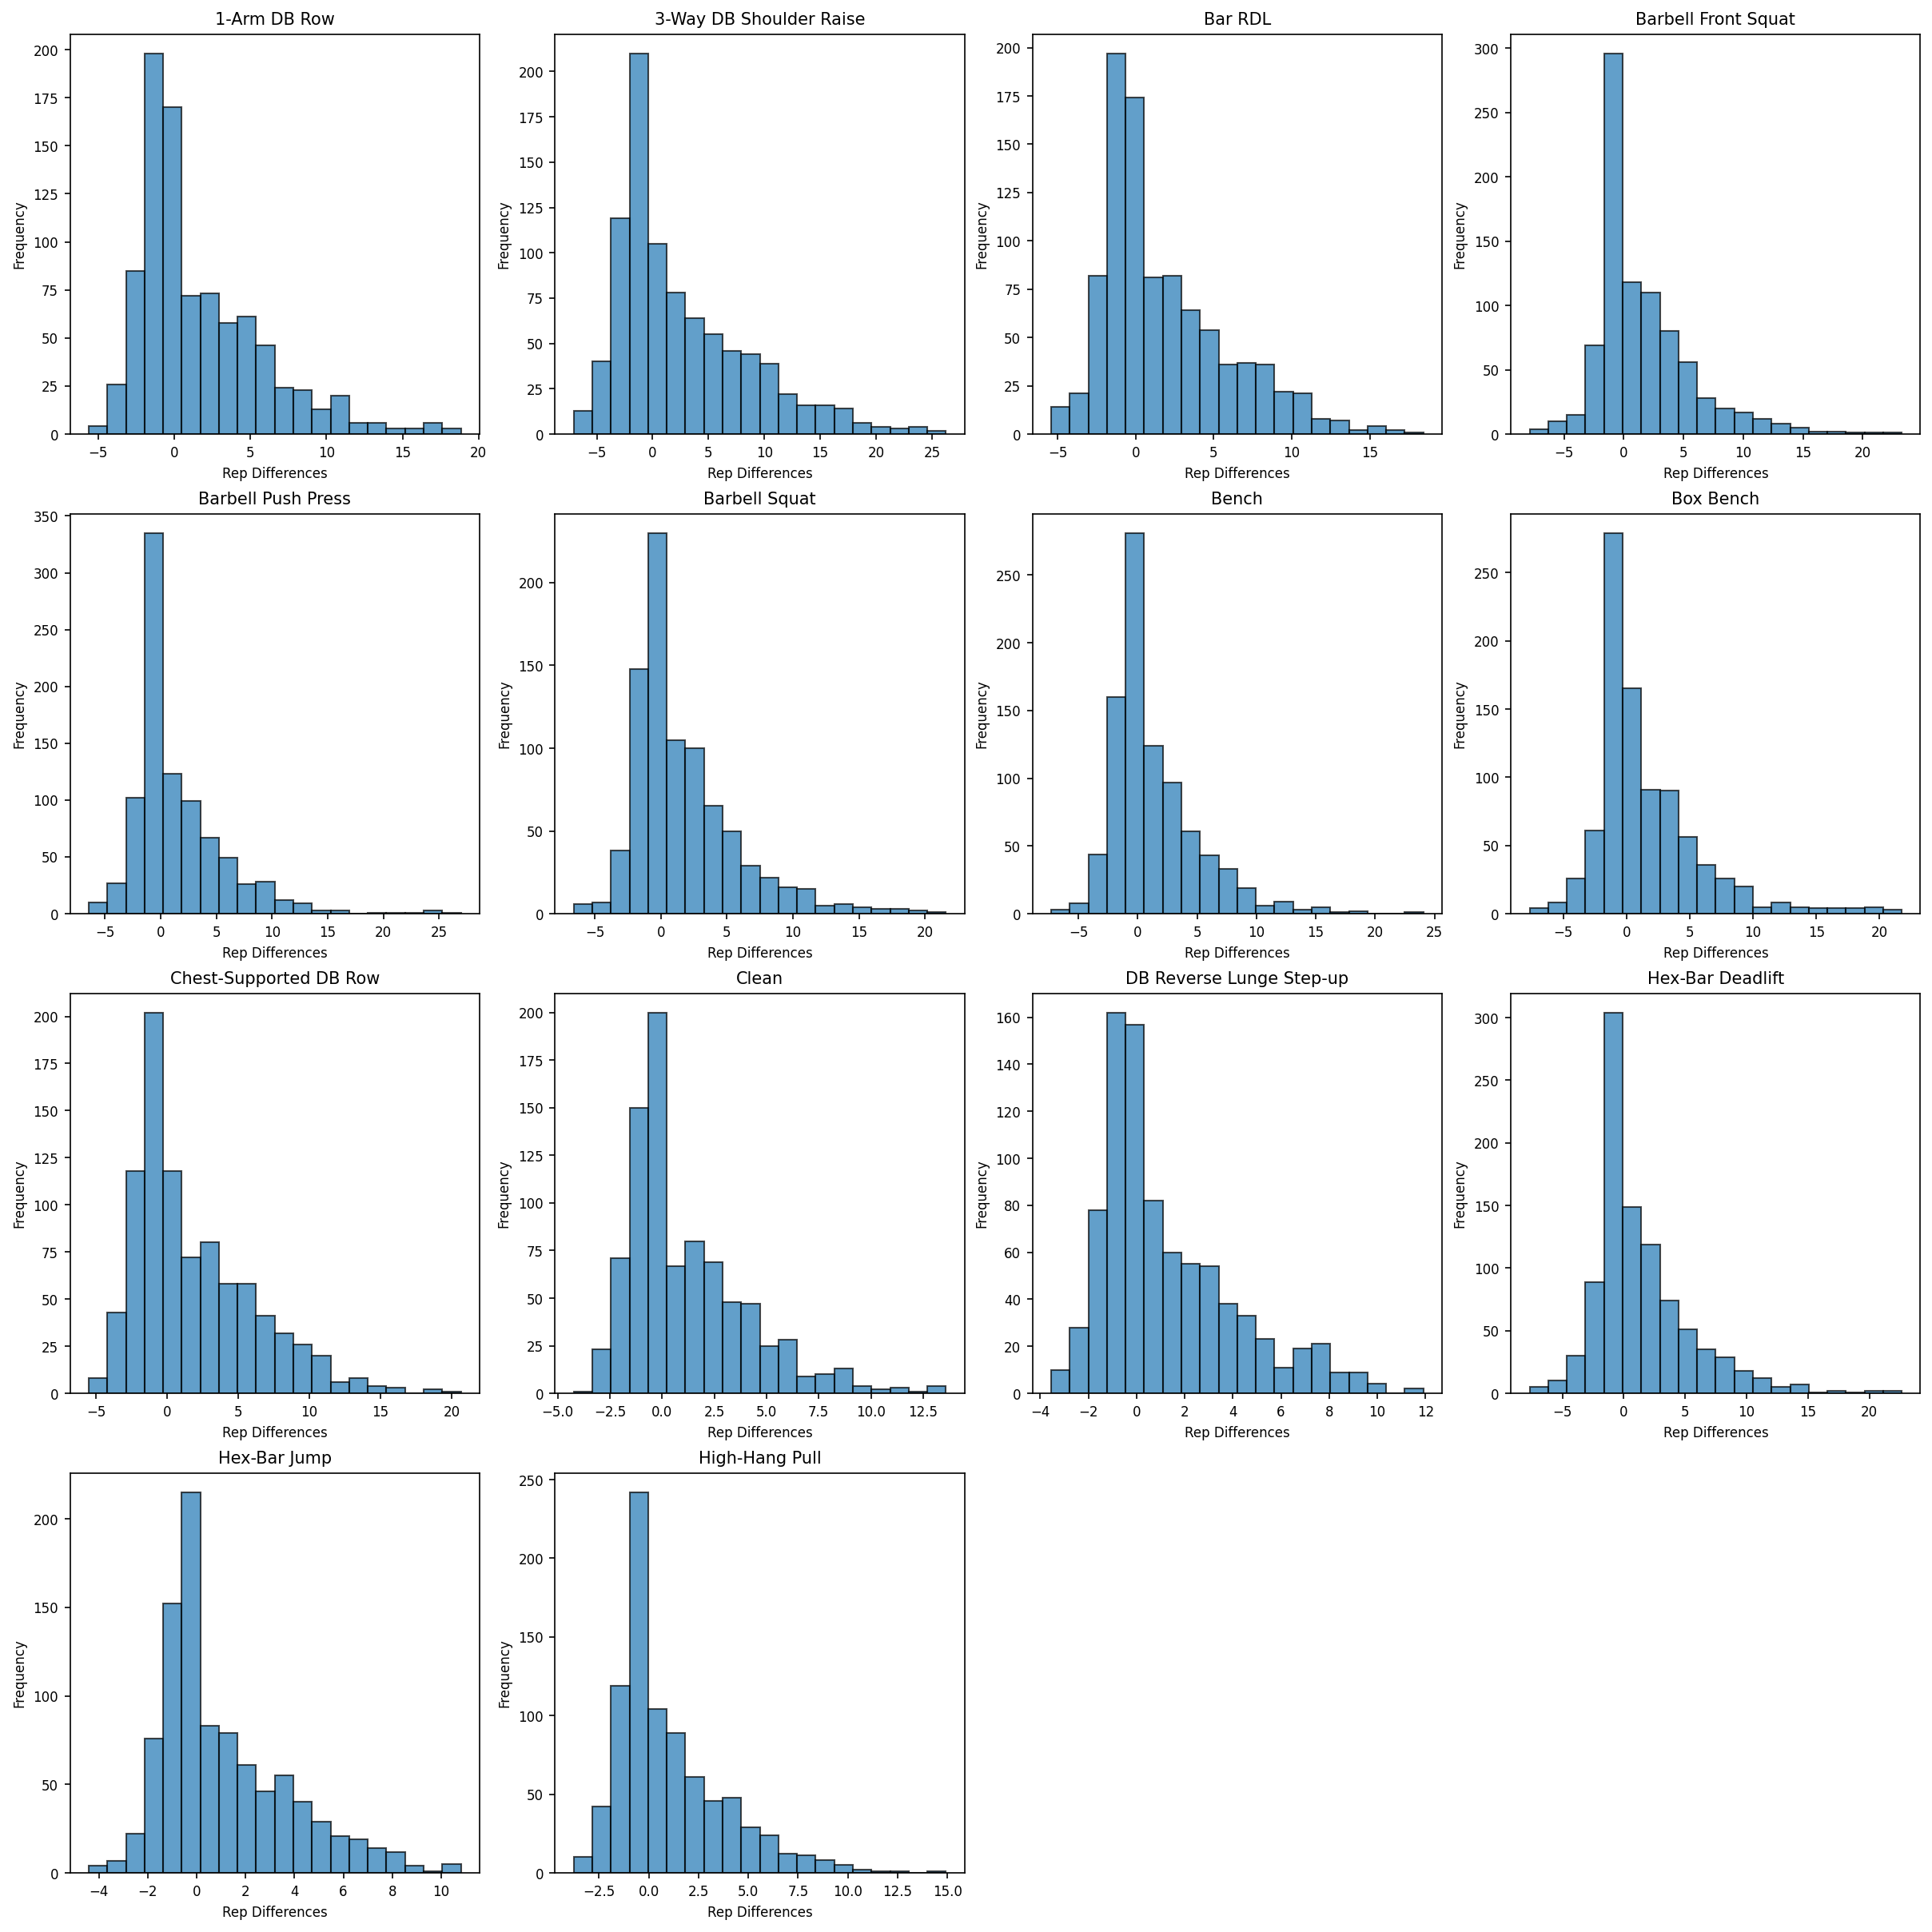 1-Arm DB Row
3-Way DB Shoulder Raise
Bar RDL
Barbell Front Squat
200
175
150
125
100
75
50
25
0
Frequency
−5 0 5 10 15 20
Rep Differences
200
175
150
125
100
75
50
25
0
Frequency
−5 0 5 10 15 20 25
Rep Differences
200
175
150
125
100
75
50
25
0
Frequency
−5 0 5 10 15
Rep Differences
300
250
200
150
100
50
0
Frequency
−5 0 5 10 15 20
Rep Differences
Barbell Push Press
Barbell Squat
Bench
Box Bench
350
300
250
200
150
100
50
0
Frequency
−5 0 5 10 15 20 25
Rep Differences
200
150
100
50
0
Frequency
−5 0 5 10 15 20
Rep Differences
250
200
150
100
50
0
Frequency
−5 0 5 10 15 20 25
Rep Differences
250
200
150
100
50
0
Frequency
−5 0 5 10 15 20
Rep Differences
Chest-Supported DB Row
Clean
DB Reverse Lunge Step-up
Hex-Bar Deadlift
200
175
150
125
100
75
50
25
0
Frequency
−5 0 5 10 15 20
Rep Differences
200
175
150
125
100
75
50
25
0
Frequency
−5.0 −2.5 0.0 2.5 5.0 7.5 10.0 12.5
Rep Differences
160
140
120
100
80
60
40
20
0
Frequency
−4 −2 0 2 4 6 8 10 12
Rep Differences
300
250
200
150
100
50
0
Frequency
−5 0 5 10 15 20
Rep Differences
Hex-Bar Jump
High-Hang Pull
200
150
100
50
0
Frequency
−4 −2 0 2 4 6 8 10
Rep Differences
250
200
150
100
50
0
Frequency
−2.5 0.0 2.5 5.0 7.5 10.0 12.5 15.0
Rep Differences